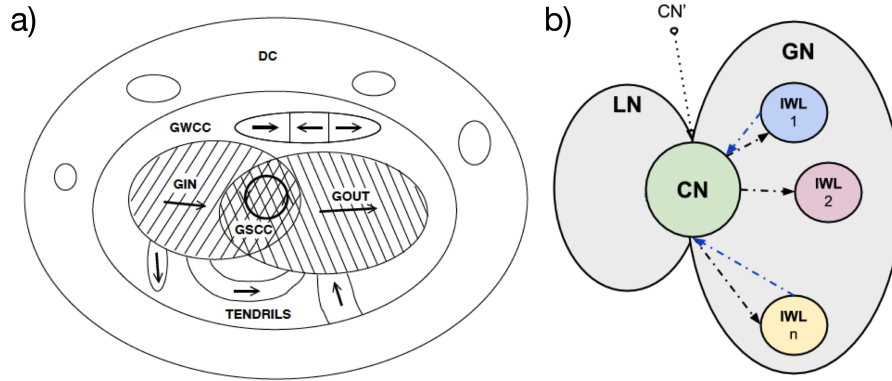 a)
DC
GWCC
GIN
GOUT
GSCC
TENDRILS
b)
CN'
GN
LN
IWL
1
CN
IWL
2
IWL
n